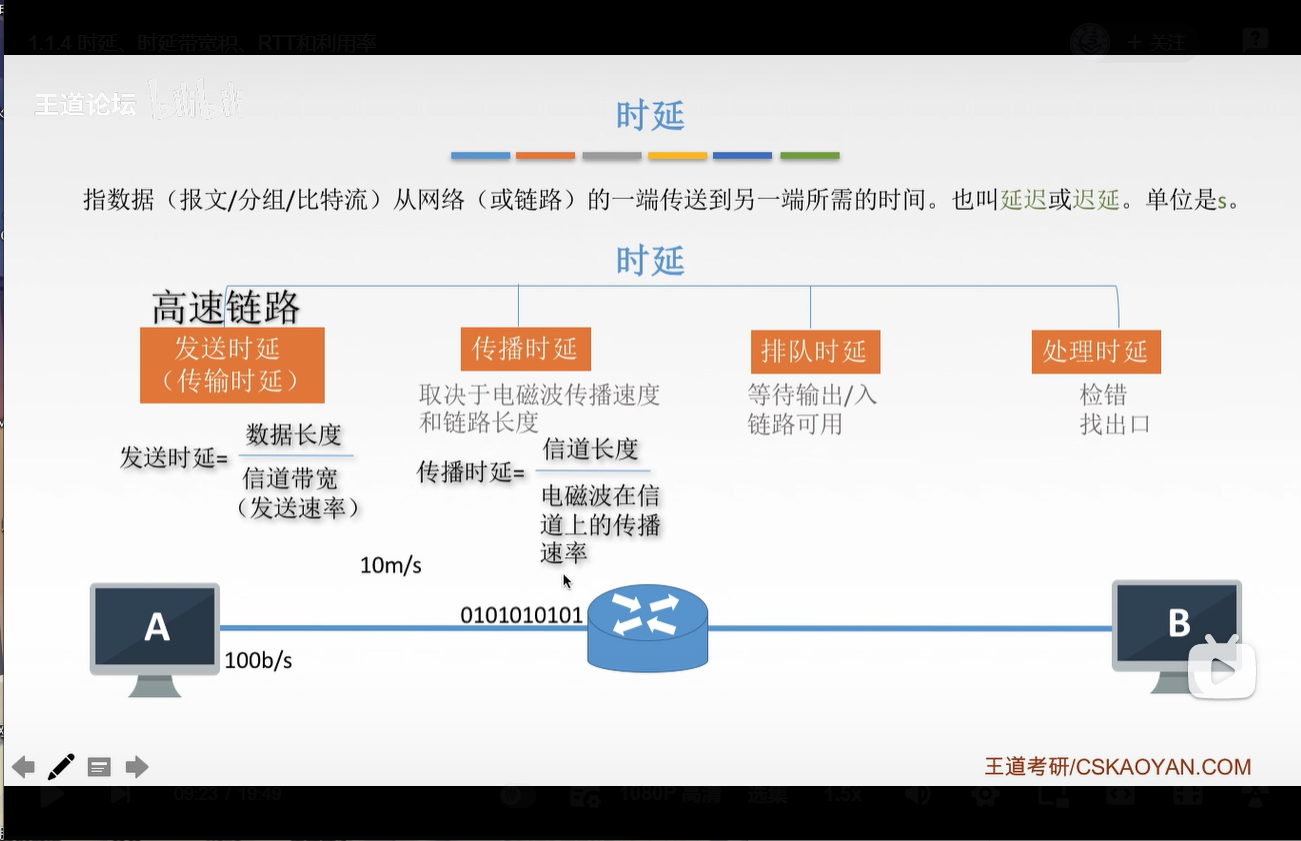 1.1.4 时延、时延带宽积、RTT和利用率
+ 关注
王道论坛 bilibili
时延
指数据（报文/分组/比特流）从网络（或链路）的一端传送到另一端所需的时间。也叫延迟或迟延。单位是s。
时延
高速链路
发送时延
（传输时延）
传播时延
排队时延
处理时延
取决于电磁波传播速度
和链路长度
等待输出/入
链路可用
检错
找出口
发送时延=
数据长度
信道带宽
（发送速率）
传播时延=
信道长度
电磁波在信
道上的传播
速率
10m/s
0101010101
A
100b/s
B
王道考研/CSKAOYAN.COM
09:23 / 19:49
1080P 高清
选集
1.5x